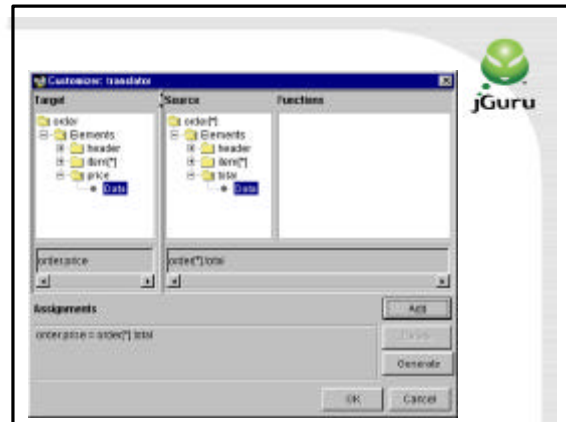 jGuru
Customizer: translator
Target
Source
Functions
order
Elements
header
item[*]
price
Data
order[*]
Elements
header
item[*]
total
Data
order.price
order[*].total
Assignments
order.price = order[*].total
Add
Delete
Generate
OK
Cancel